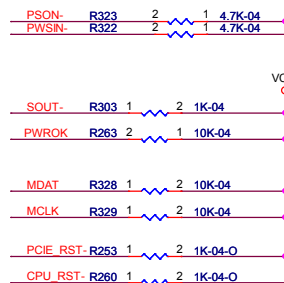 PSON- R323 2 1 4.7K-04
PWSIN- R322 2 1 4.7K-04
SOUT- R303 1 2 1K-04
PWROK R263 2 1 10K-04
MDAT R328 1 2 10K-04
MCLK R329 1 2 10K-04
PCIE_RST- R253 1 2 1K-04-O
CPU_RST- R260 1 2 1K-04-O